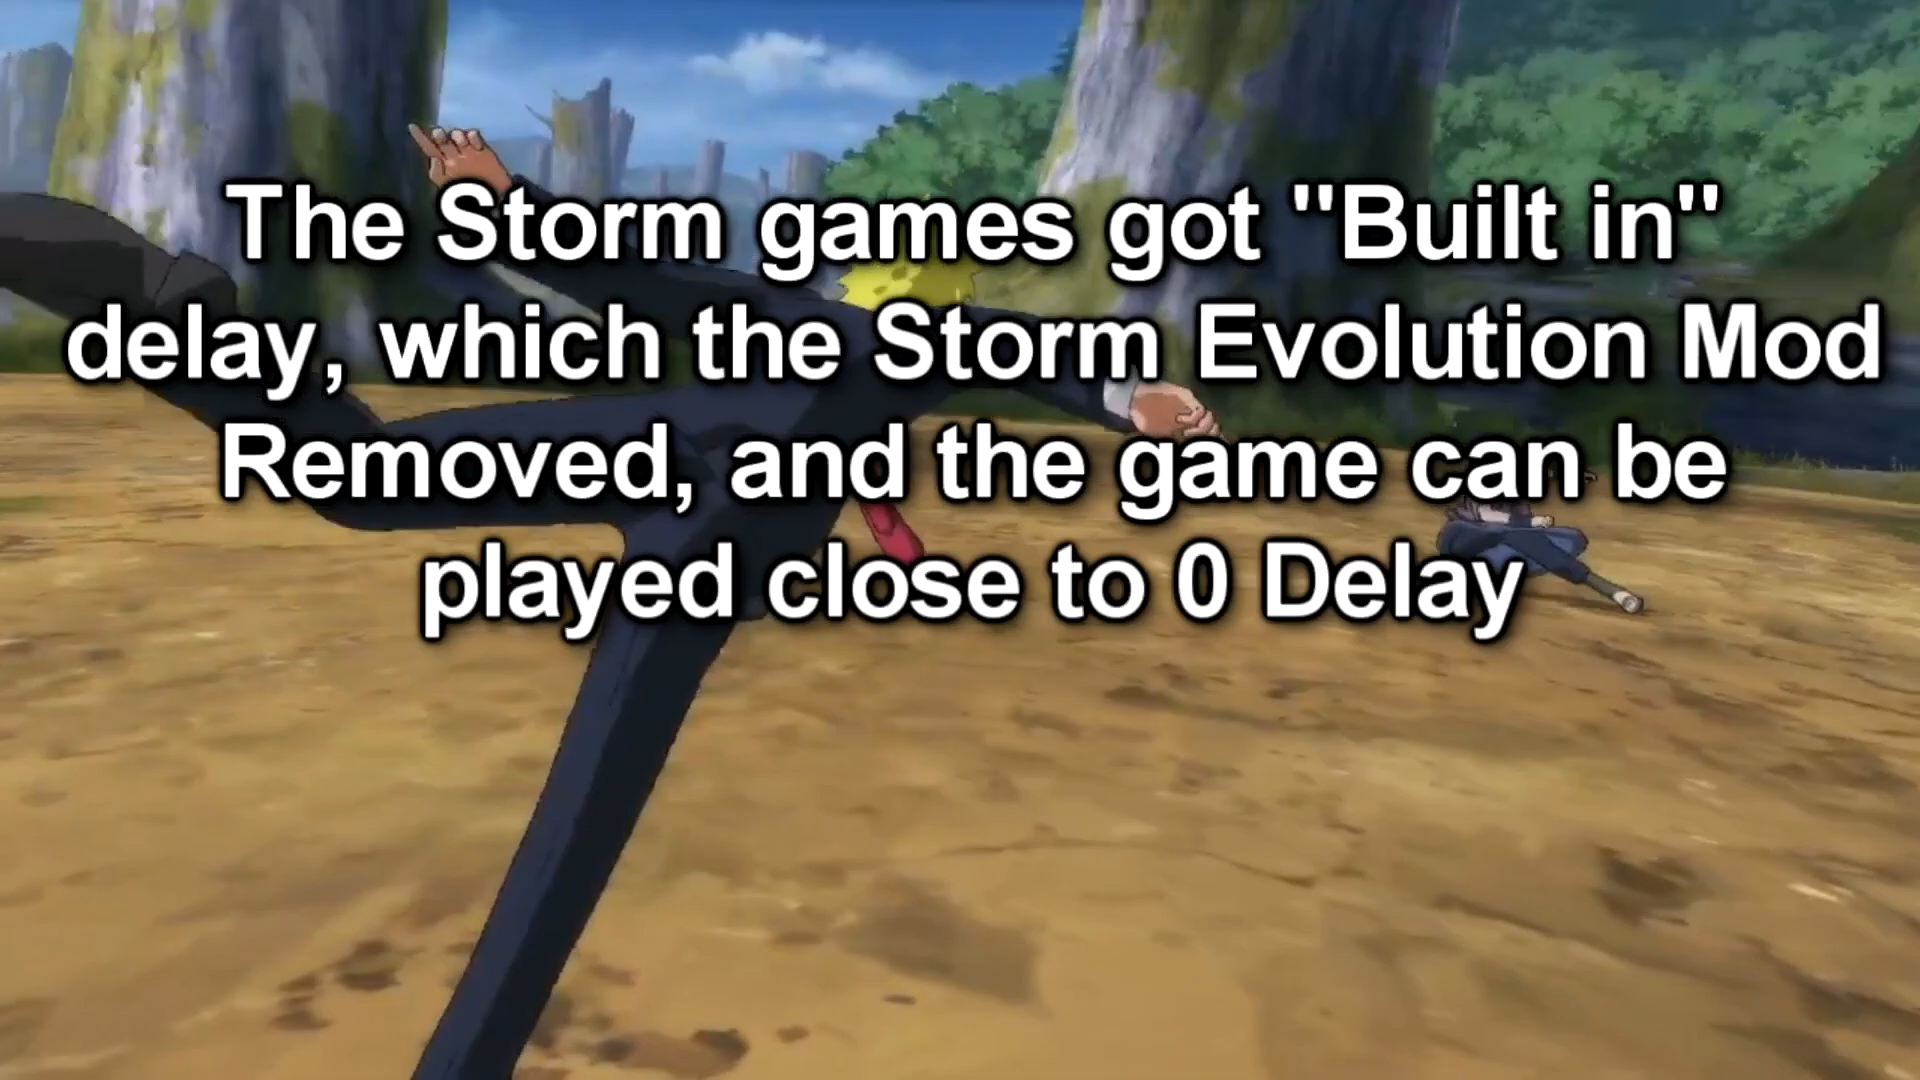 The Storm games got "Built in"
delay, which the Storm Evolution Mod
Removed, and the game can be
played close to 0 Delay